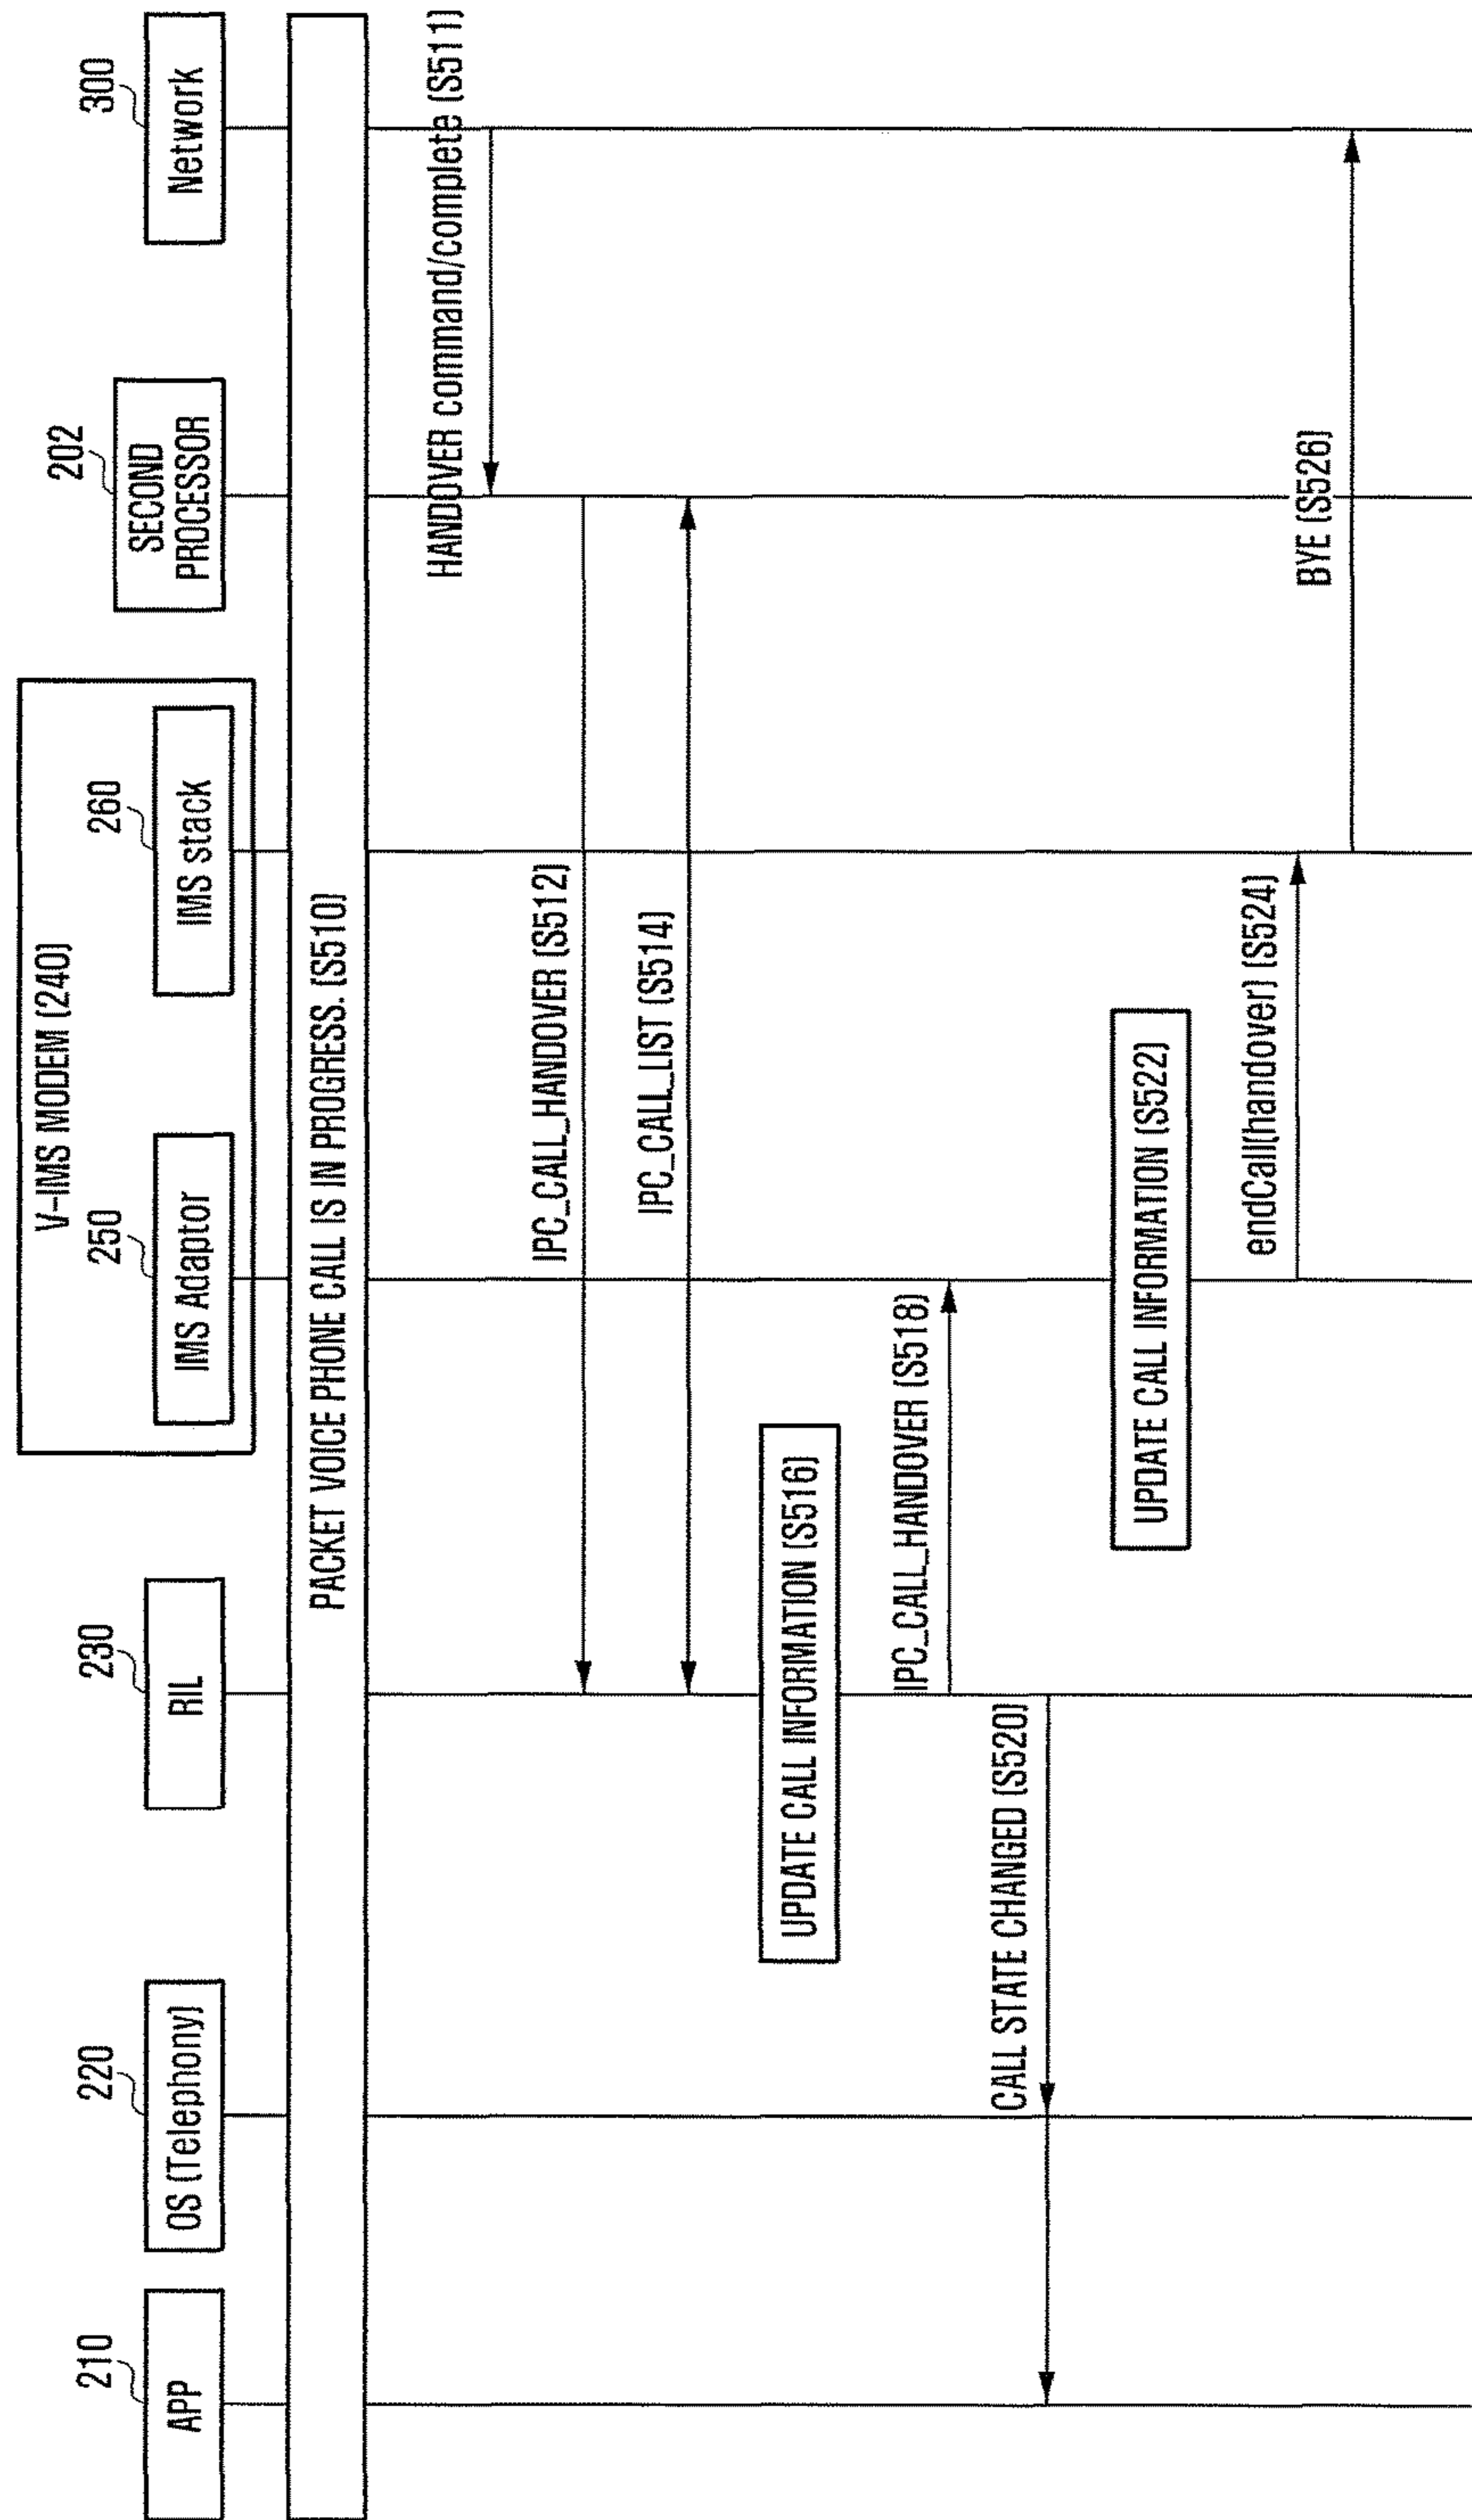 210
APP
220
OS (Telephony)
230
RIL
V-IMS MODEM (240)
250
IMS Adaptor
260
IMS stack
202
SECOND
PROCESSOR
300
Network
PACKET VOICE PHONE CALL IS IN PROGRESS. (S510)
HANDOVER command/complete (S511)
IPC_CALL_HANDOVER (S512)
IPC_CALL_LIST (S514)
UPDATE CALL INFORMATION (S516)
IPC_CALL_HANDOVER (S518)
CALL STATE CHANGED (S520)
UPDATE CALL INFORMATION (S522)
endCall(handover) (S524)
BYE (S526)